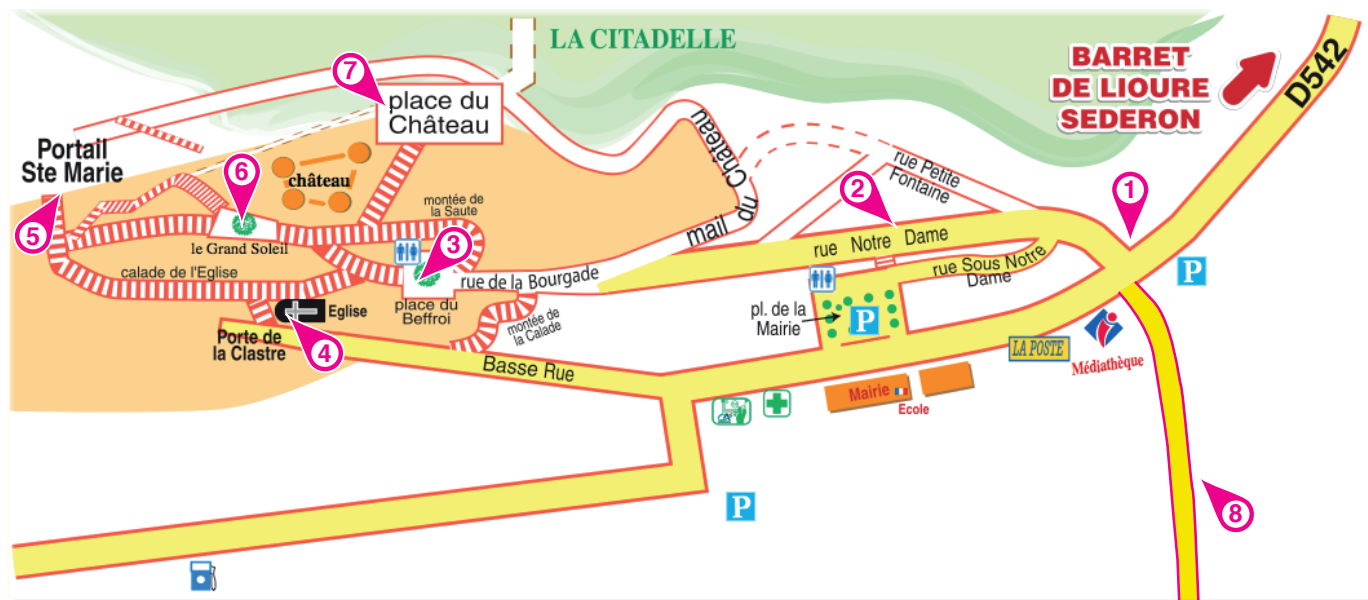 LA CITADELLE
BARRET
DE LIOURE
SEDERON
D542
7
place du
Château
Portail
Ste Marie
6
château
5
le Grand Soleil
calade de l'Eglise
montée de
la Saute
3
place du
Beffroi
rue de la Bourgade
mail du Château
2
rue Petite
Fontaine
1
rue Notre Dame
rue Sous Notre
Dame
P
pl. de la
Mairie
P
Eglise
4
Porte de
la Clastre
montée de
la Calade
Basse Rue
LA POSTE
Médiathèque
Mairie
Ecole
P
8